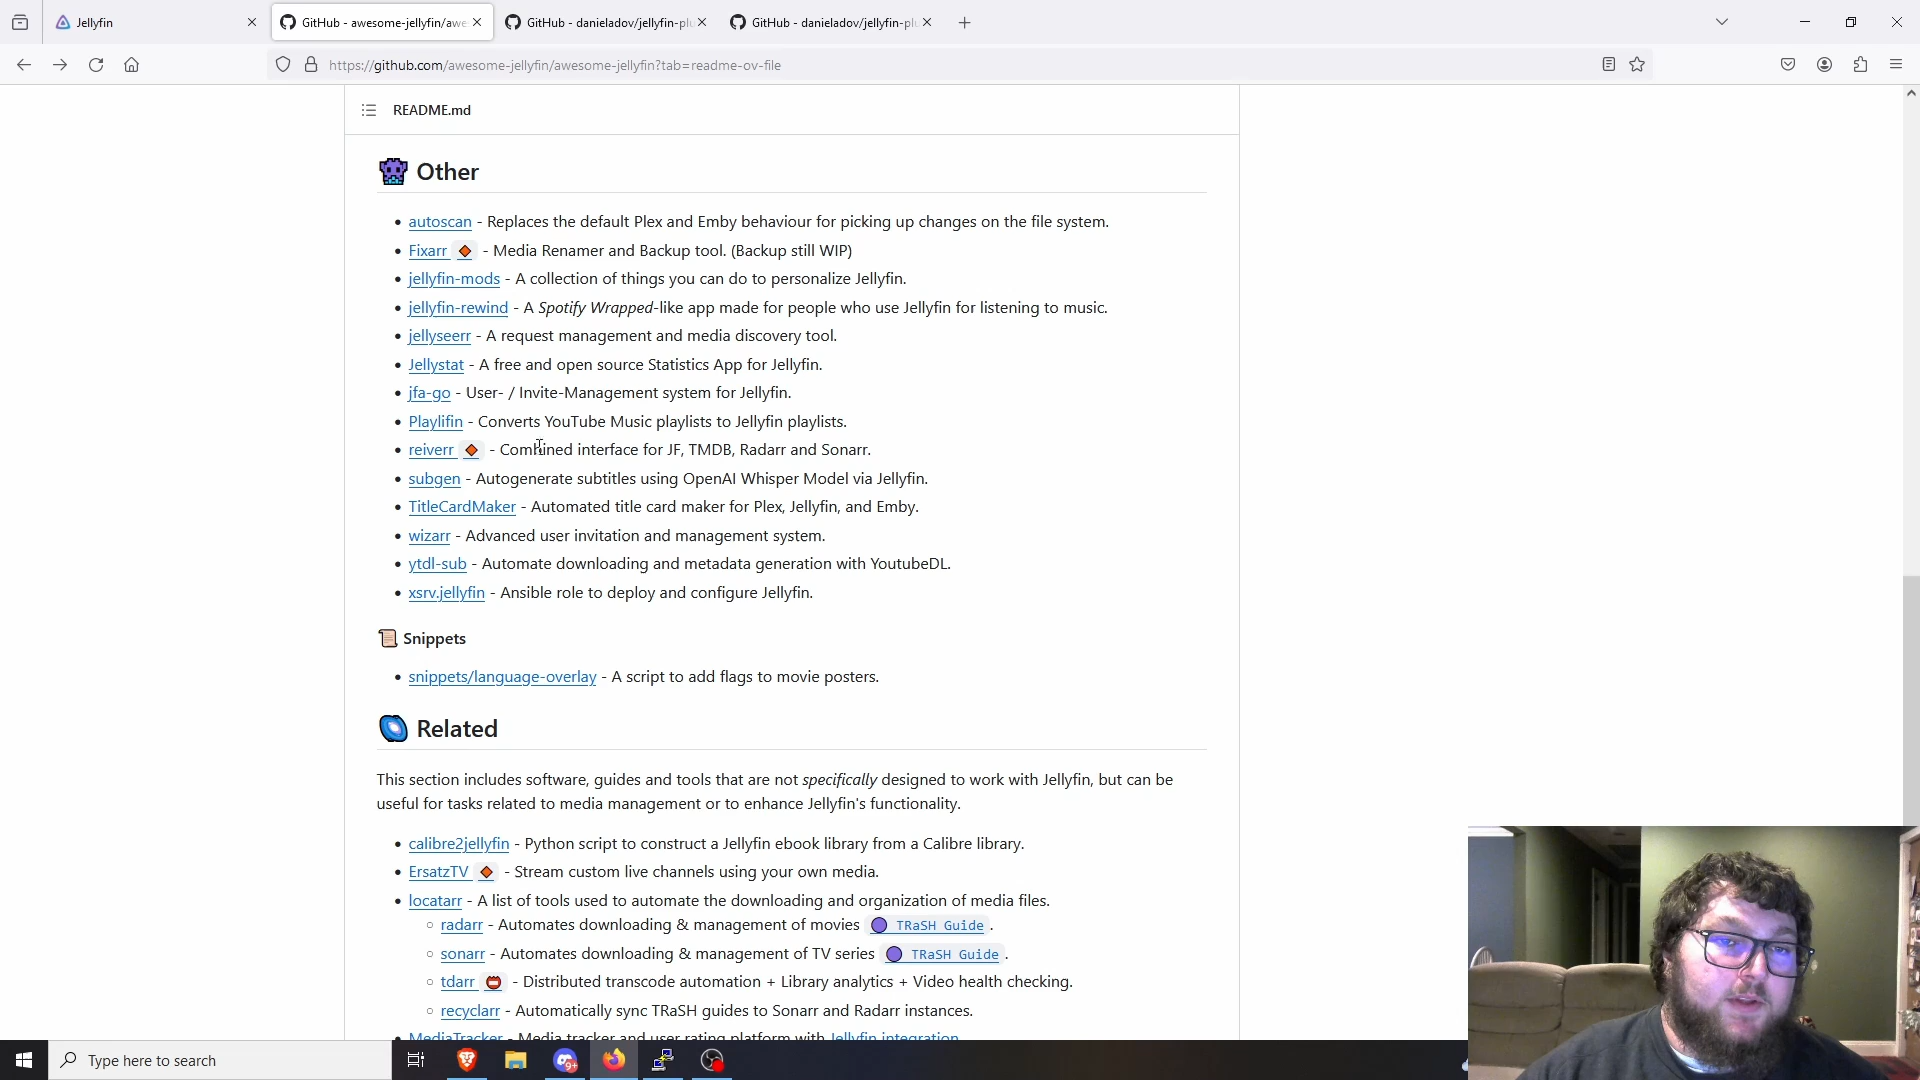 Jellyfin
GitHub - awesome-jellyfin/awe
GitHub - danieladov/jellyfin-plu
GitHub - danieladov/jellyfin-plu
https://github.com/awesome-jellyfin/awesome-jellyfin?tab=readme-ov-file
README.md
Other
autoscan - Replaces the default Plex and Emby behaviour for picking up changes on the file system.
Fixarr - Media Renamer and Backup tool. (Backup still WIP)
jellyfin-mods - A collection of things you can do to personalize Jellyfin.
jellyfin-rewind - A Spotify Wrapped-like app made for people who use Jellyfin for listening to music.
jellyseerr - A request management and media discovery tool.
Jellystat - A free and open source Statistics App for Jellyfin.
jfa-go - User- / Invite-Management system for Jellyfin.
Playlifin - Converts YouTube Music playlists to Jellyfin playlists.
reiverr - Combined interface for JF, TMDB, Radarr and Sonarr.
subgen - Autogenerate subtitles using OpenAI Whisper Model via Jellyfin.
TitleCardMaker - Automated title card maker for Plex, Jellyfin, and Emby.
wizarr - Advanced user invitation and management system.
ytdl-sub - Automate downloading and metadata generation with YoutubeDL.
xsrv.jellyfin - Ansible role to deploy and configure Jellyfin.
Snippets
snippets/language-overlay - A script to add flags to movie posters.
Related
This section includes software, guides and tools that are not specifically designed to work with Jellyfin, but can be
useful for tasks related to media management or to enhance Jellyfin's functionality.
calibre2jellyfin - Python script to construct a Jellyfin ebook library from a Calibre library.
ErsatzTV - Stream custom live channels using your own media.
locatarr - A list of tools used to automate the downloading and organization of media files.
radarr - Automates downloading & management of movies TRaSH Guide .
sonarr - Automates downloading & management of TV series TRaSH Guide .
tdarr - Distributed transcode automation + Library analytics + Video health checking.
recyclarr - Automatically sync TRaSH guides to Sonarr and Radarr instances.
MediaTracker - Media tracker and user rating platform with Jellyfin integration.
Type here to search
9+